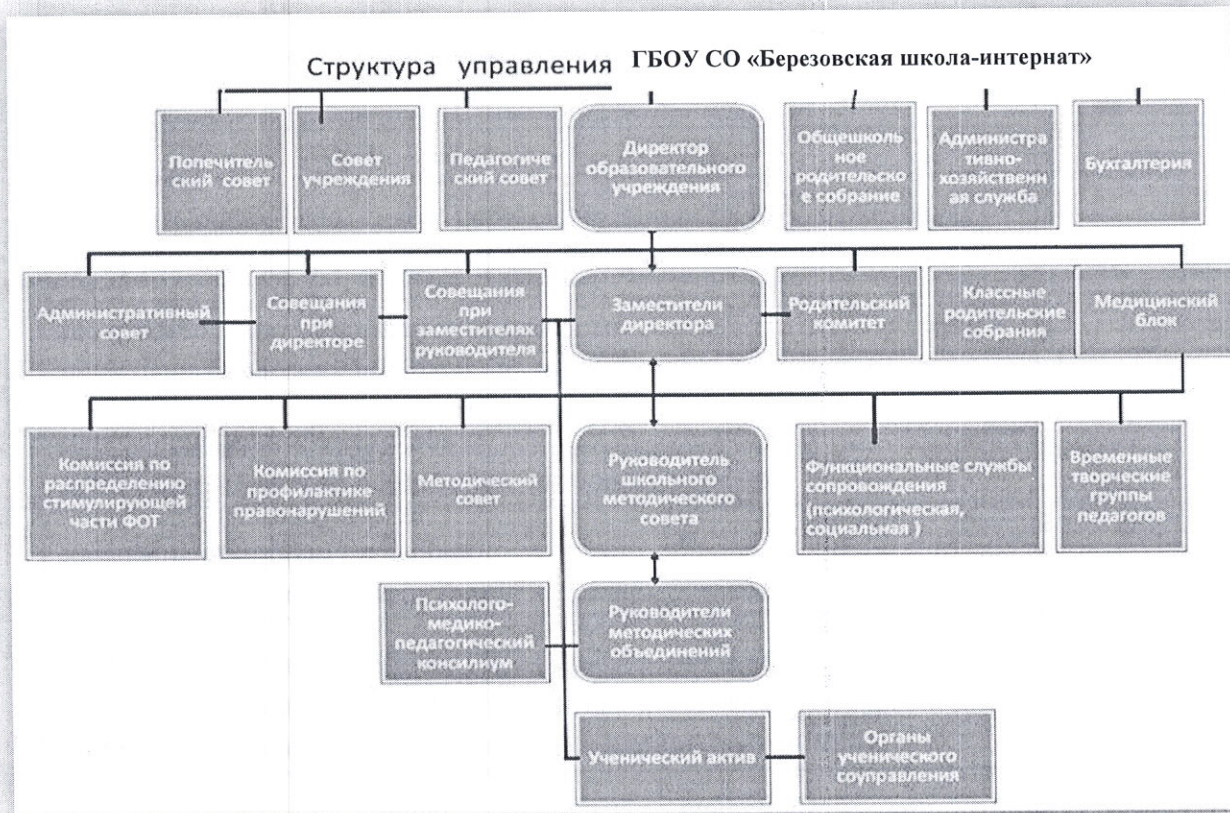 Структура управления ГБОУ СО «Березовская школа-интернат»
Попечитель
ский совет
Совет
учреждения
Педагогиче
ский совет
Директор
образовательного
учреждения
Общешколь
ное
родительско
е собрание
Администра
тивно-
хозяйственн
ая служба
Бухгалтерия
Административный
совет
Совещания
при
директоре
Совещания
при
заместителях
руководителя
Заместители
директора
Родительский
комитет
Классные
родительские
собрания
Медицинский
блок
Комиссия по
распределению
стимулирующей
части ФОТ
Комиссия по
профилактике
правонарушений
Методический
совет
Руководитель
школьного
методического
совета
Функциональные службы
сопровождения
(психологическая,
социальная )
Временные
творческие
группы
педагогов
Психолого-
медико-
педагогический
консилиум
Руководители
методических
объединений
Ученический актив
Органы
ученического
соуправления